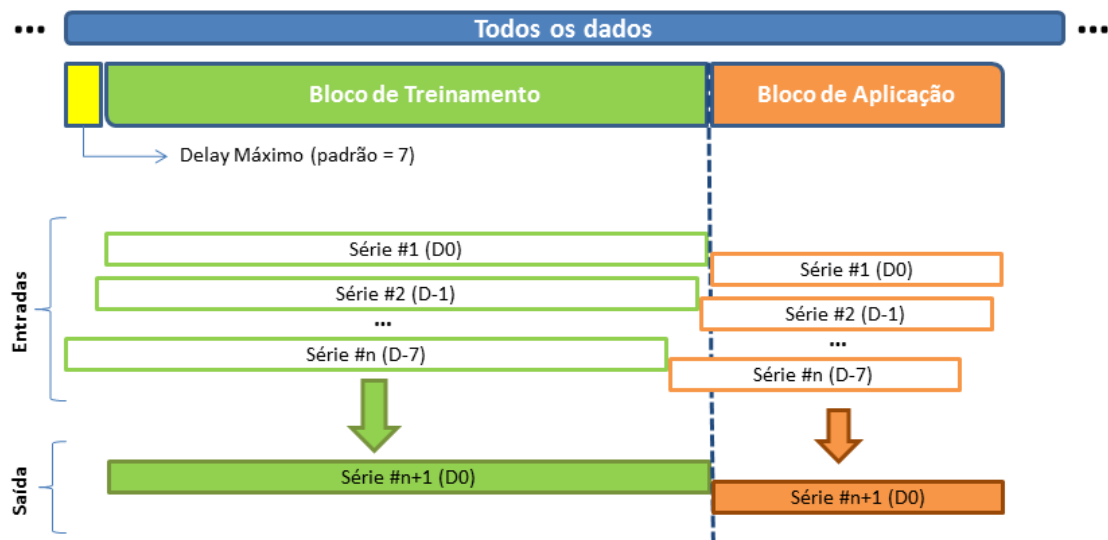 ... Todos os dados ...
Bloco de Treinamento
Bloco de Aplicação
Delay Máximo (padrão = 7)
Entradas
Série #1 (D0)
Série #1 (D0)
Série #2 (D-1)
Série #2 (D-1)
...
...
Série #n (D-7)
Série #n (D-7)
Saída
Série #n+1 (D0)
Série #n+1 (D0)